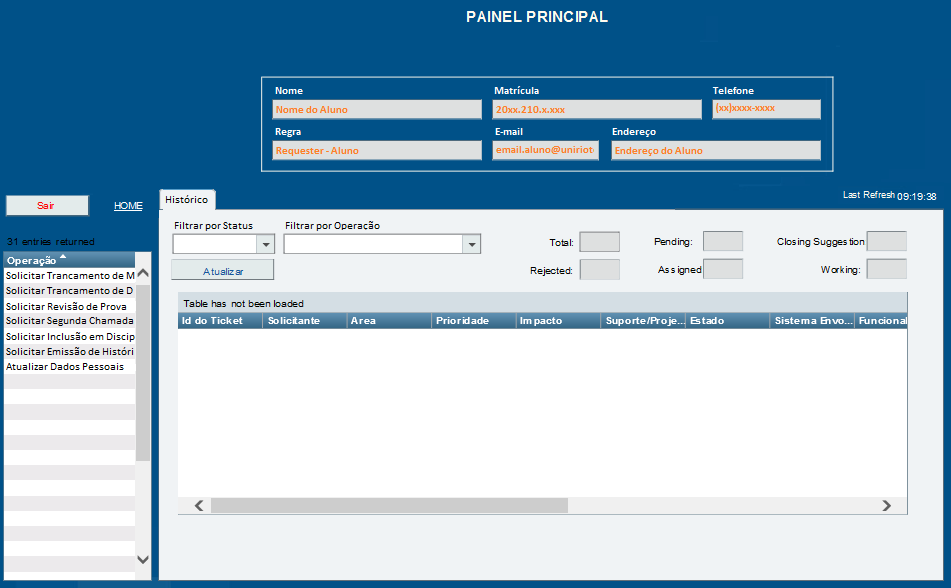 PAINEL PRINCIPAL
Nome Matrícula Telefone
Nome do Aluno 20xx.210.x.xxx (xx)xxxx-xxxx
Regra E-mail Endereço
Requester - Aluno email.aluno@uniriot Endereço do Aluno
Sair HOME Histórico Last Refresh 09:19:38
31 entries returned
Operação
Solicitar Trancamento de M
Solicitar Trancamento de D
Solicitar Revisão de Prova
Solicitar Segunda Chamada
Solicitar Inclusão em Discip
Solicitar Emissão de Históri
Atualizar Dados Pessoais
Filtrar por Status Filtrar por Operação
Total: Pending: Closing Suggestion
Atualizar Rejected: Assigned Working:
Table has not been loaded
Id do Ticket Solicitante Area Prioridade Impacto Suporte/Proje... Estado Sistema Envo... Funcional